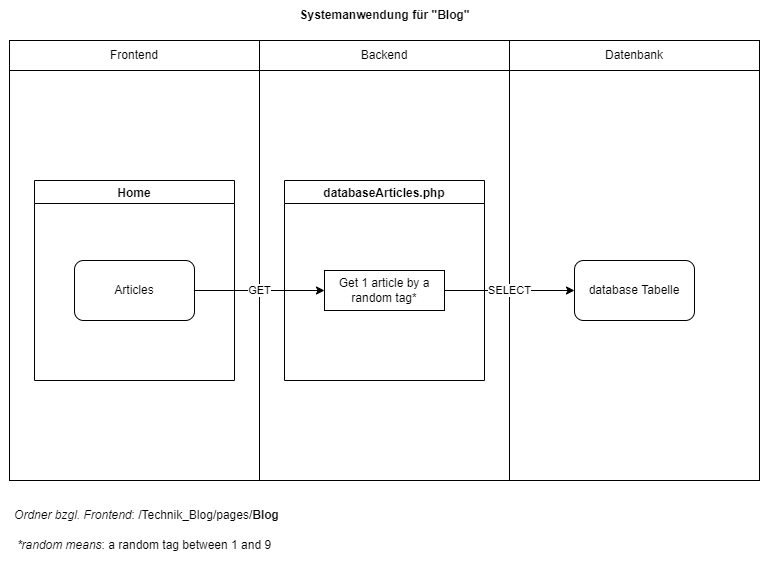 Systemanwendung für "Blog"
Frontend
Backend
Datenbank
Home
databaseArticles.php
Articles
GET
Get 1 article by a
random tag*
SELECT
database Tabelle
Ordner bzgl. Frontend: /Technik_Blog/pages/Blog
*random means: a random tag between 1 and 9